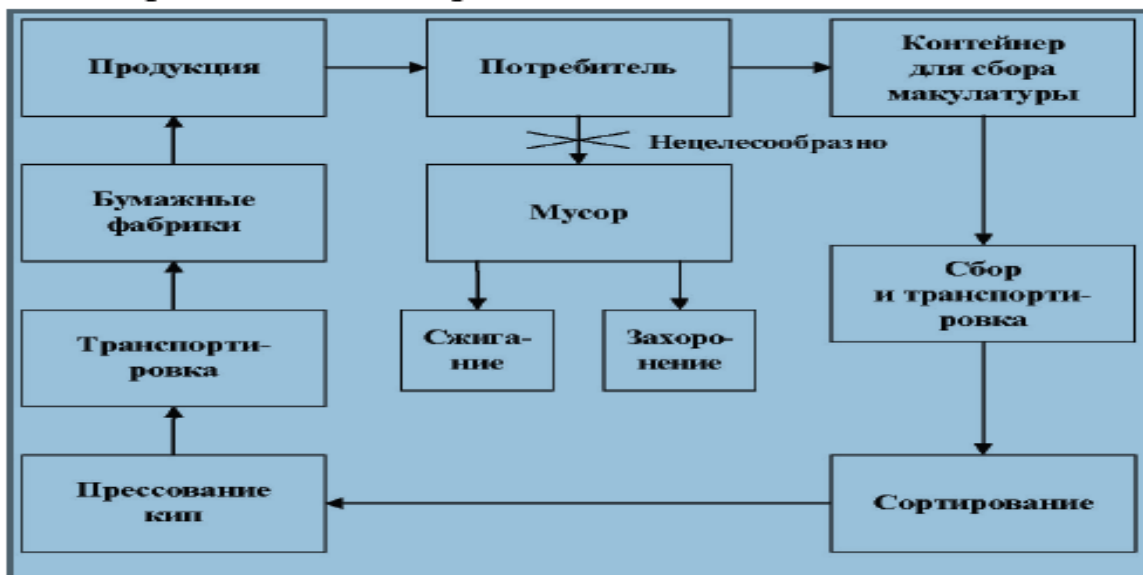 Продукция
Потребитель
Контейнер
для сбора
макулатуры
Нецелесообразно
Бумажные
фабрики
Мусор
Сбор
и транспорти-
ровка
Транспорти-
ровка
Сжига-
ние
Захоро-
нение
Прессование
кип
Сортирование